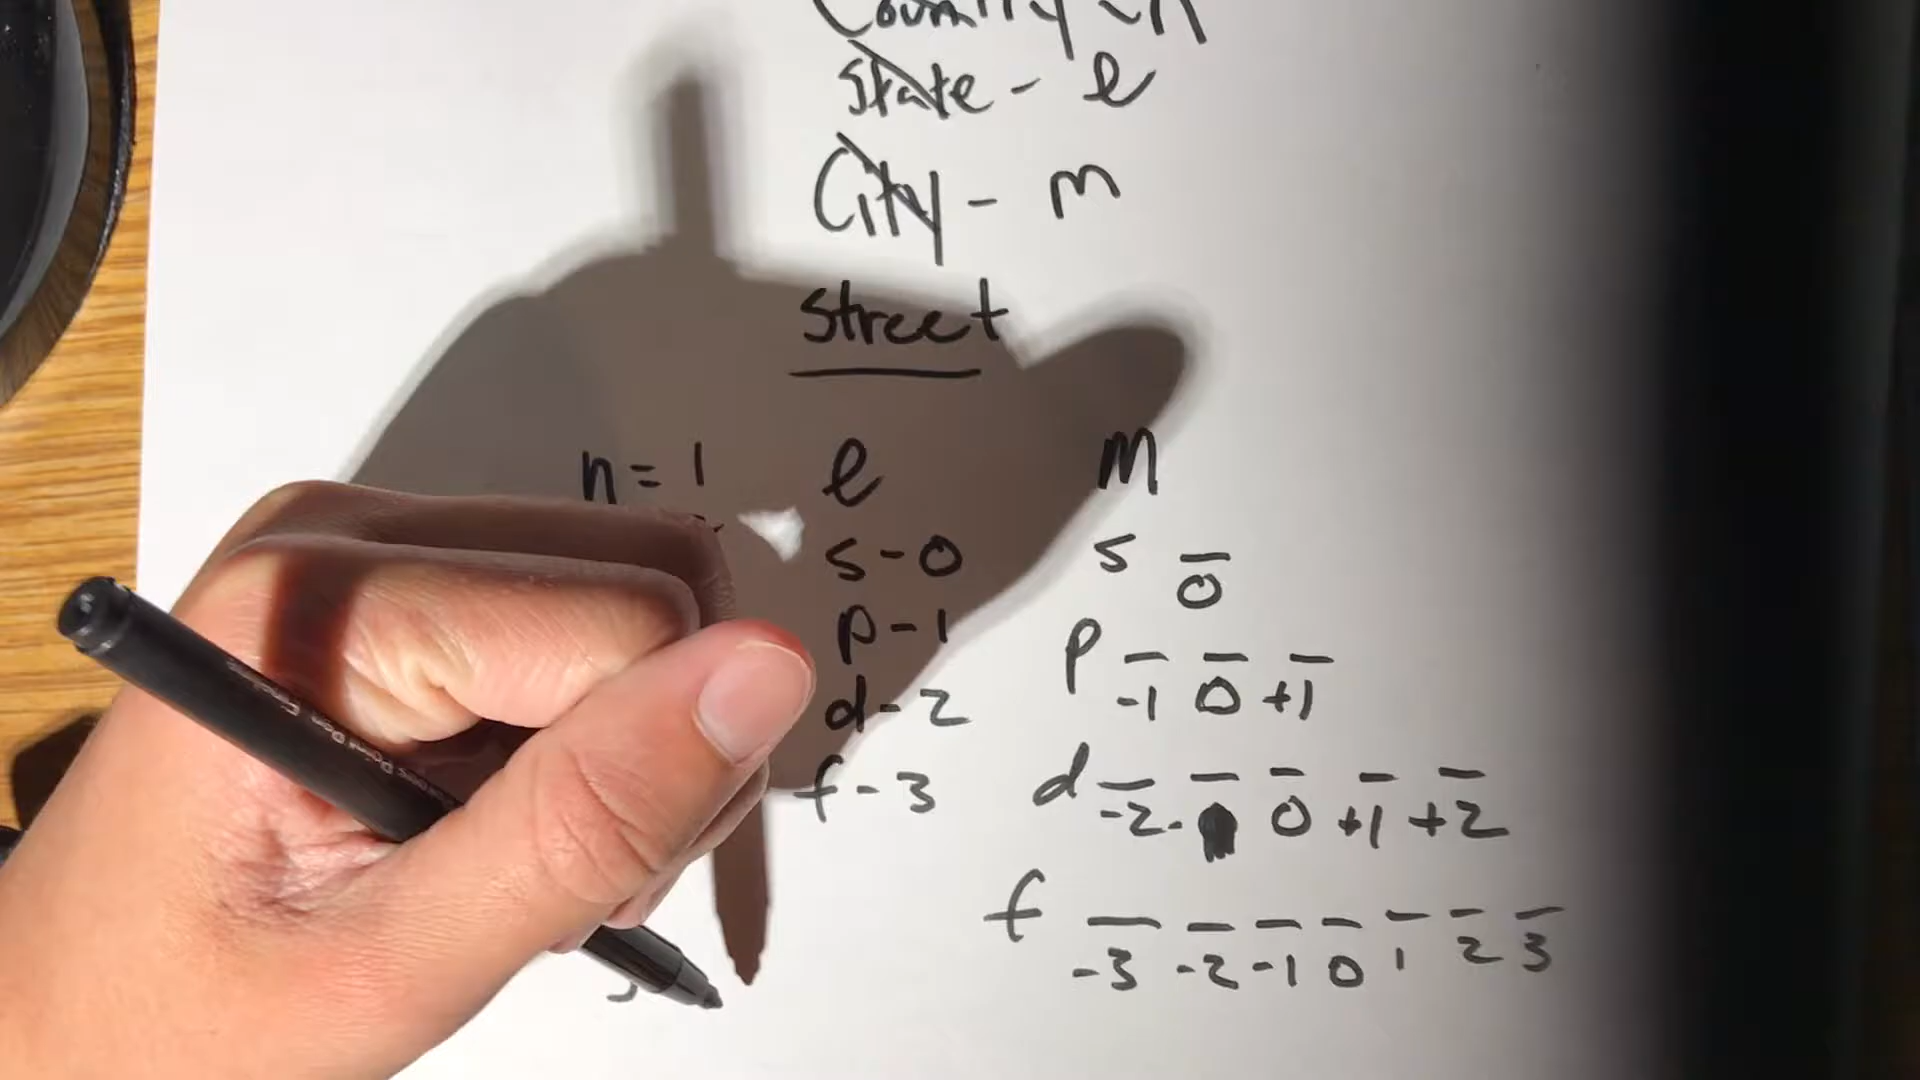 Country - n
State - l
City - m
Street
n = 1 l m
s - 0 s 0
p - 1 p -1 0 +1
d - 2 d -2 - 0 +1 +2
f - 3 f -3 -2 -1 0 1 2 3